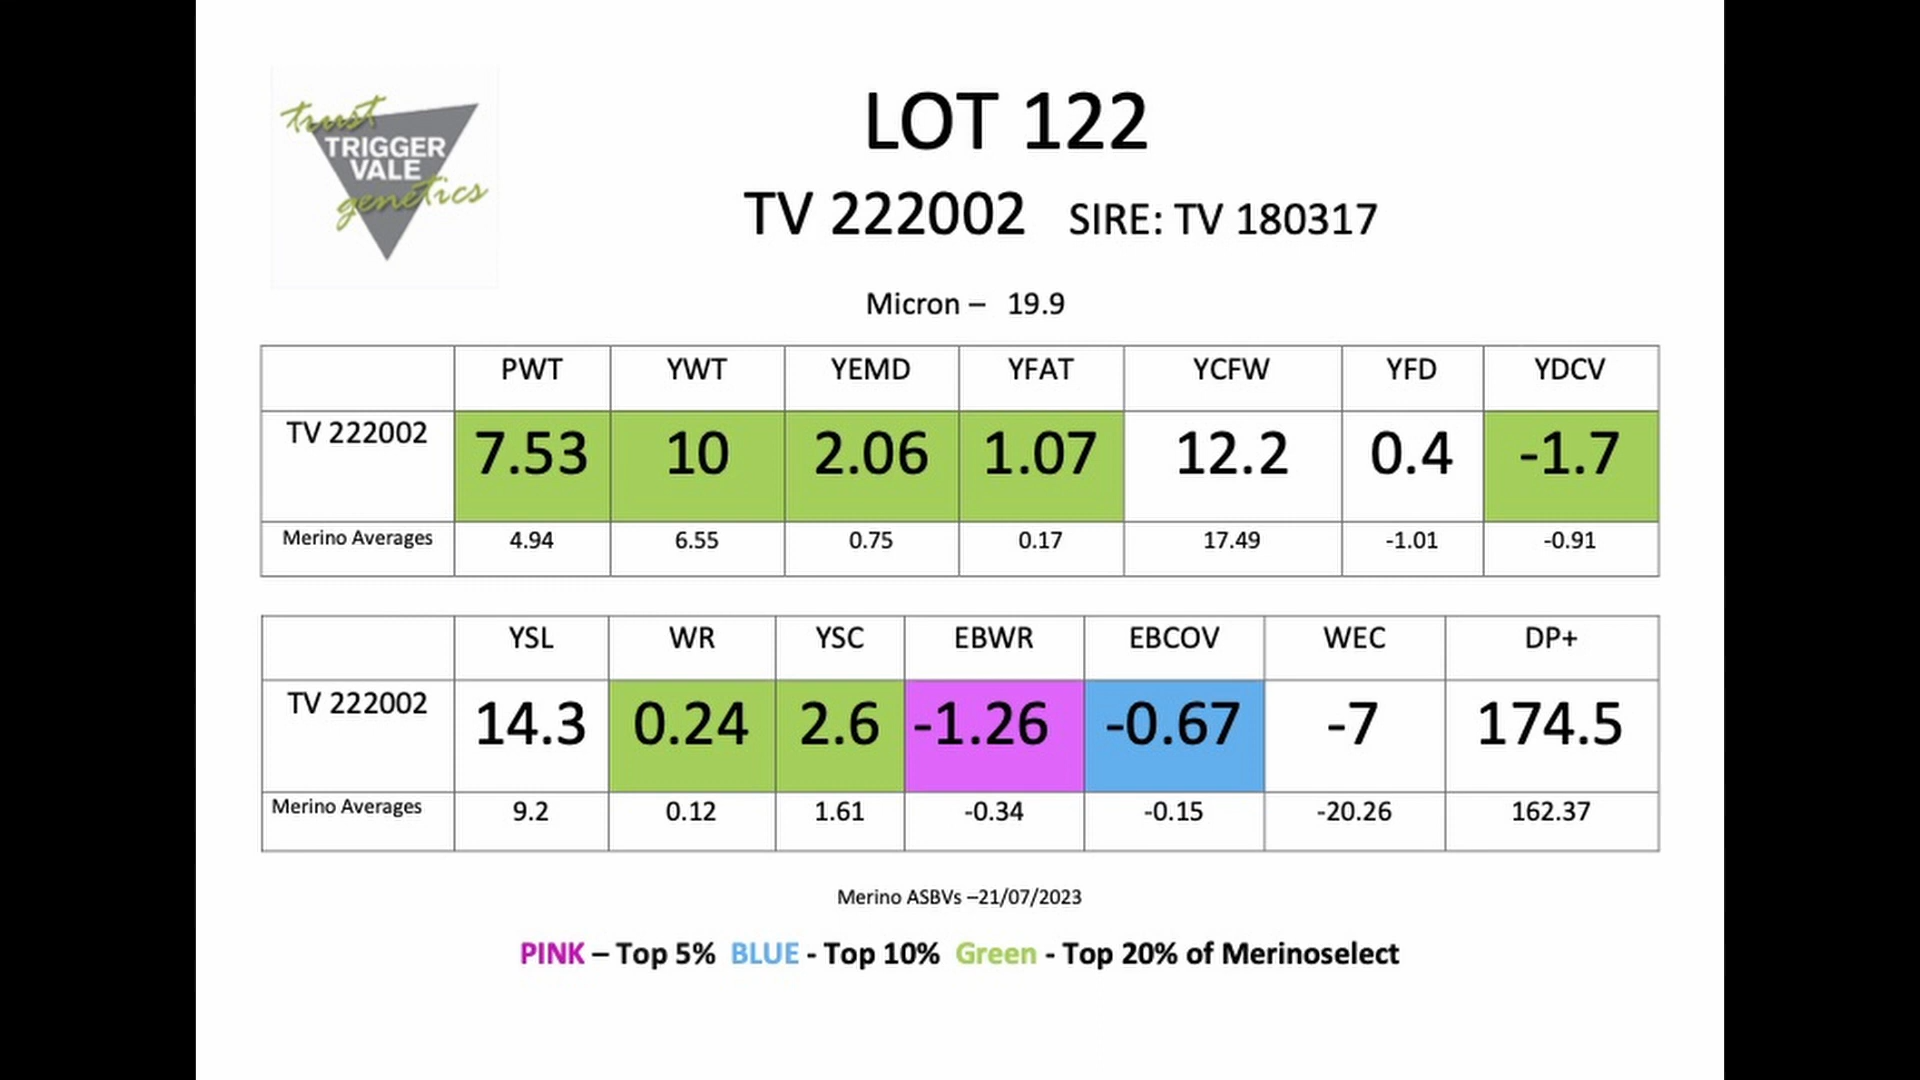 trust
TRIGGER
VALE
genetics
LOT 122
TV 222002 SIRE: TV 180317
Micron – 19.9
PWT YWT YEMD YFAT YCFW YFD YDCV
TV 222002 7.53 10 2.06 1.07 12.2 0.4 -1.7
Merino Averages 4.94 6.55 0.75 0.17 17.49 -1.01 -0.91
YSL WR YSC EBWR EBCOV WEC DP+
TV 222002 14.3 0.24 2.6 -1.26 -0.67 -7 174.5
Merino Averages 9.2 0.12 1.61 -0.34 -0.15 -20.26 162.37
Merino ASBVs –21/07/2023
PINK – Top 5% BLUE - Top 10% Green - Top 20% of Merinoselect